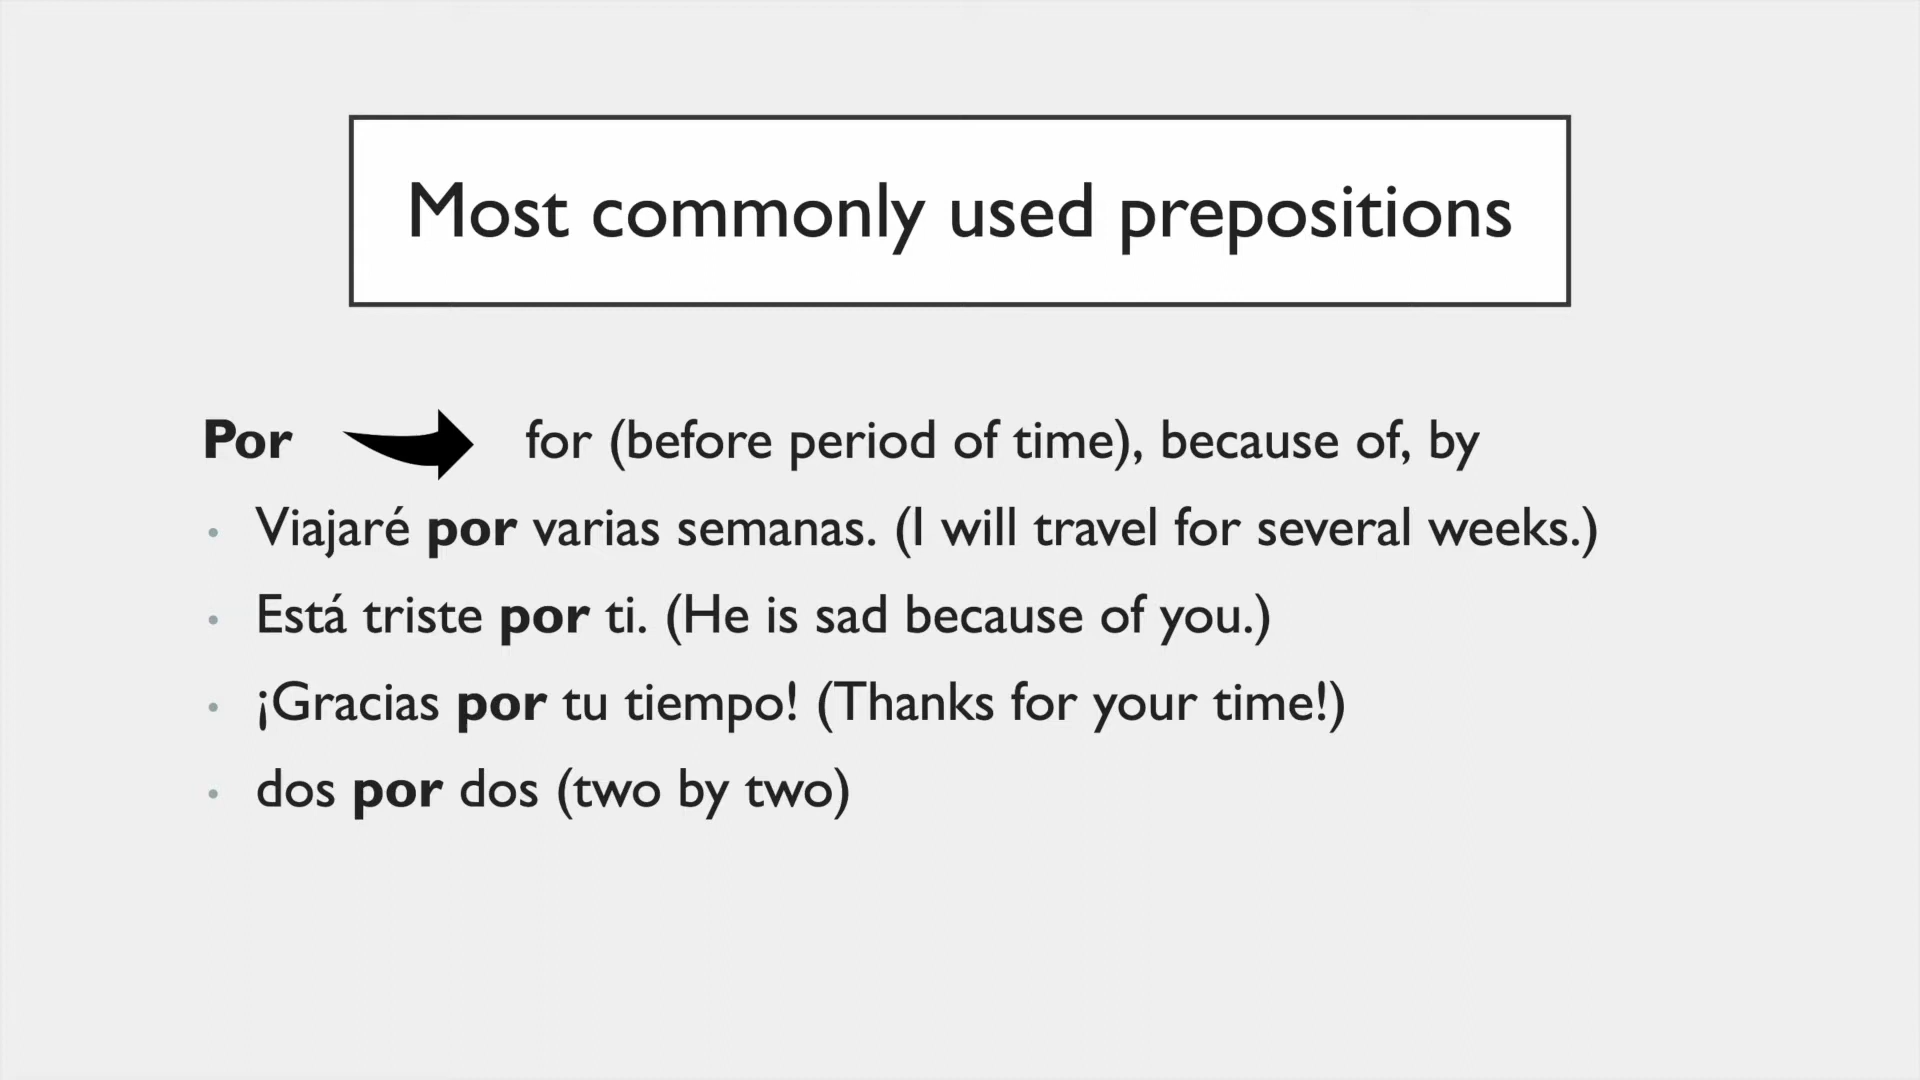 Most commonly used prepositions
Por for (before period of time), because of, by
• Viajaré por varias semanas. (I will travel for several weeks.)
• Está triste por ti. (He is sad because of you.)
• ¡Gracias por tu tiempo! (Thanks for your time!)
• dos por dos (two by two)